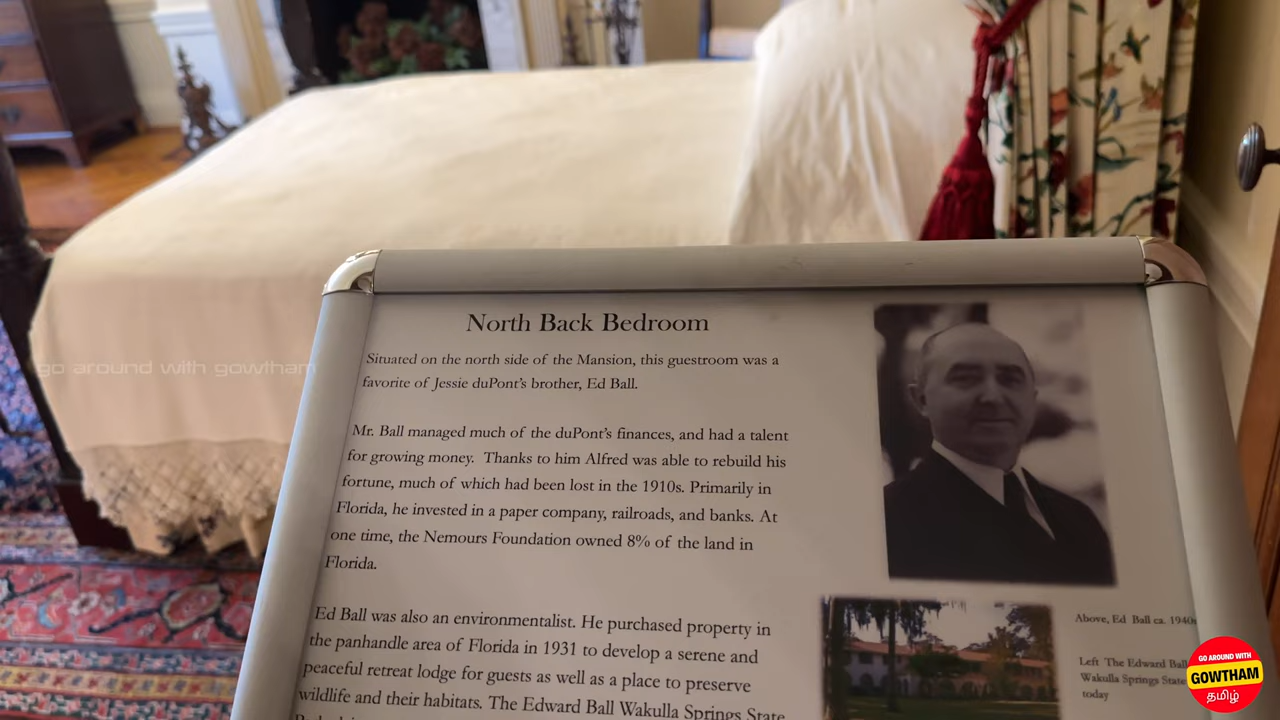 North Back Bedroom
Situated on the north side of the Mansion, this guestroom was a
favorite of Jessie duPont's brother, Ed Ball.
Mr. Ball managed much of the duPont's finances, and had a talent
for growing money. Thanks to him Alfred was able to rebuild his
fortune, much of which had been lost in the 1910s. Primarily in
Florida, he invested in a paper company, railroads, and banks. At
one time, the Nemours Foundation owned 8% of the land in
Florida.
Ed Ball was also an environmentalist. He purchased property in
the panhandle area of Florida in 1931 to develop a serene and
peaceful retreat lodge for guests as well as a place to preserve
wildlife and their habitats. The Edward Ball Wakulla Springs State
Above, Ed Ball ca. 1940
Left The Edward Ball
Wakulla Springs State
today
go around with gowtham
GO AROUND WITH
GOWTHAM
தமிழ்